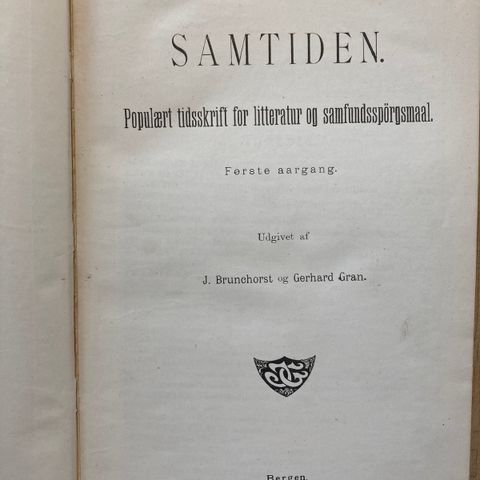 SAMTIDEN.
Populært tidsskrift for litteratur og samfundsspörgsmaal.
Første aargang.
Udgivet af
J. Brunchorst og Gerhard Gran.
Bergen.